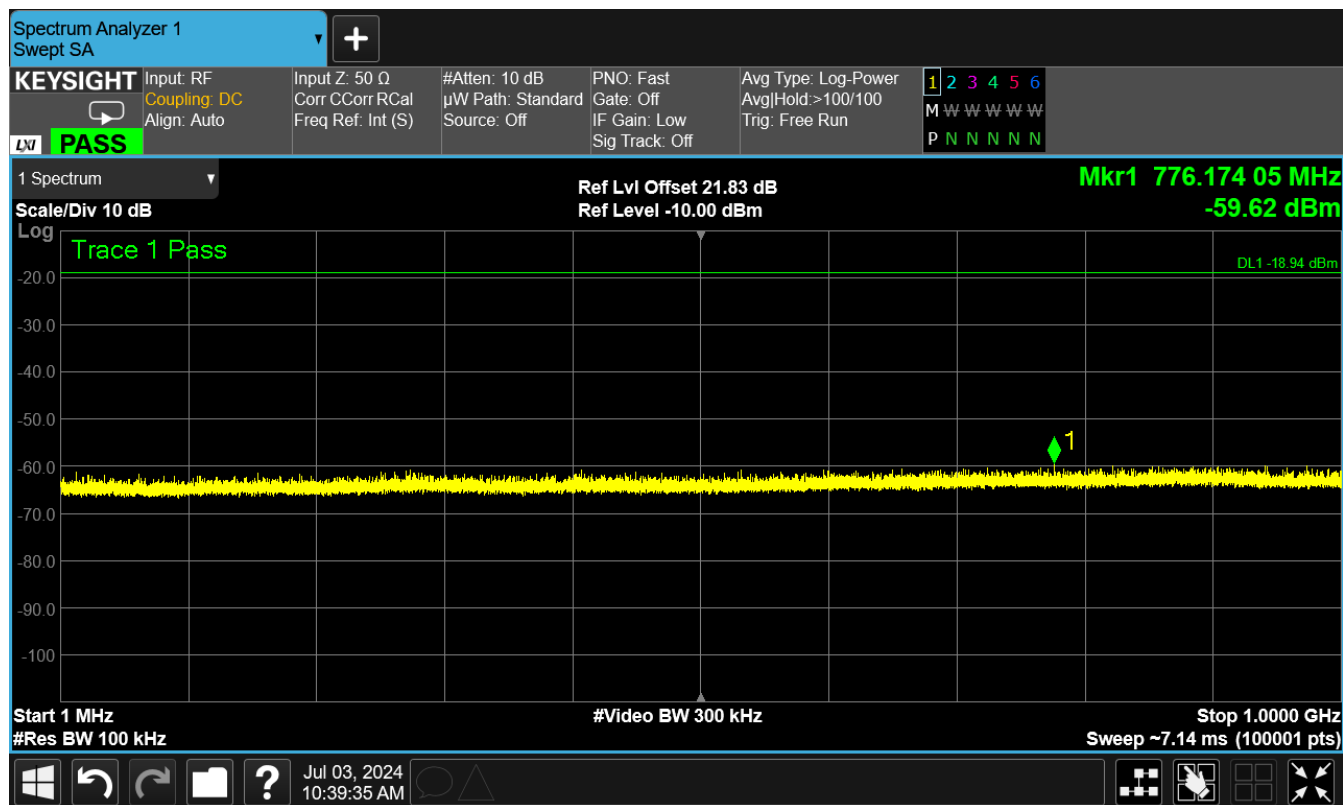 Spectrum Analyzer 1
Swept SA
KEYSIGHT
LXI PASS
Input: RF
Coupling: DC
Align: Auto
Input Z: 50 Ω
Corr CCorr RCal
Freq Ref: Int (S)
#Atten: 10 dB
µW Path: Standard
Source: Off
PNO: Fast
Gate: Off
IF Gain: Low
Sig Track: Off
Avg Type: Log-Power
Avg|Hold:>100/100
Trig: Free Run
1 2 3 4 5 6
M W W W W W
P N N N N N
1 Spectrum
Scale/Div 10 dB
Ref Lvl Offset 21.83 dB
Ref Level -10.00 dBm
Mkr1 776.174 05 MHz
-59.62 dBm
Log
Trace 1 Pass
DL1 -18.94 dBm
-20.0
-30.0
-40.0
-50.0
1
-60.0
-70.0
-80.0
-90.0
-100
Start 1 MHz
#Video BW 300 kHz
Stop 1.0000 GHz
#Res BW 100 kHz
Sweep ~7.14 ms (100001 pts)
?
Jul 03, 2024
10:39:35 AM